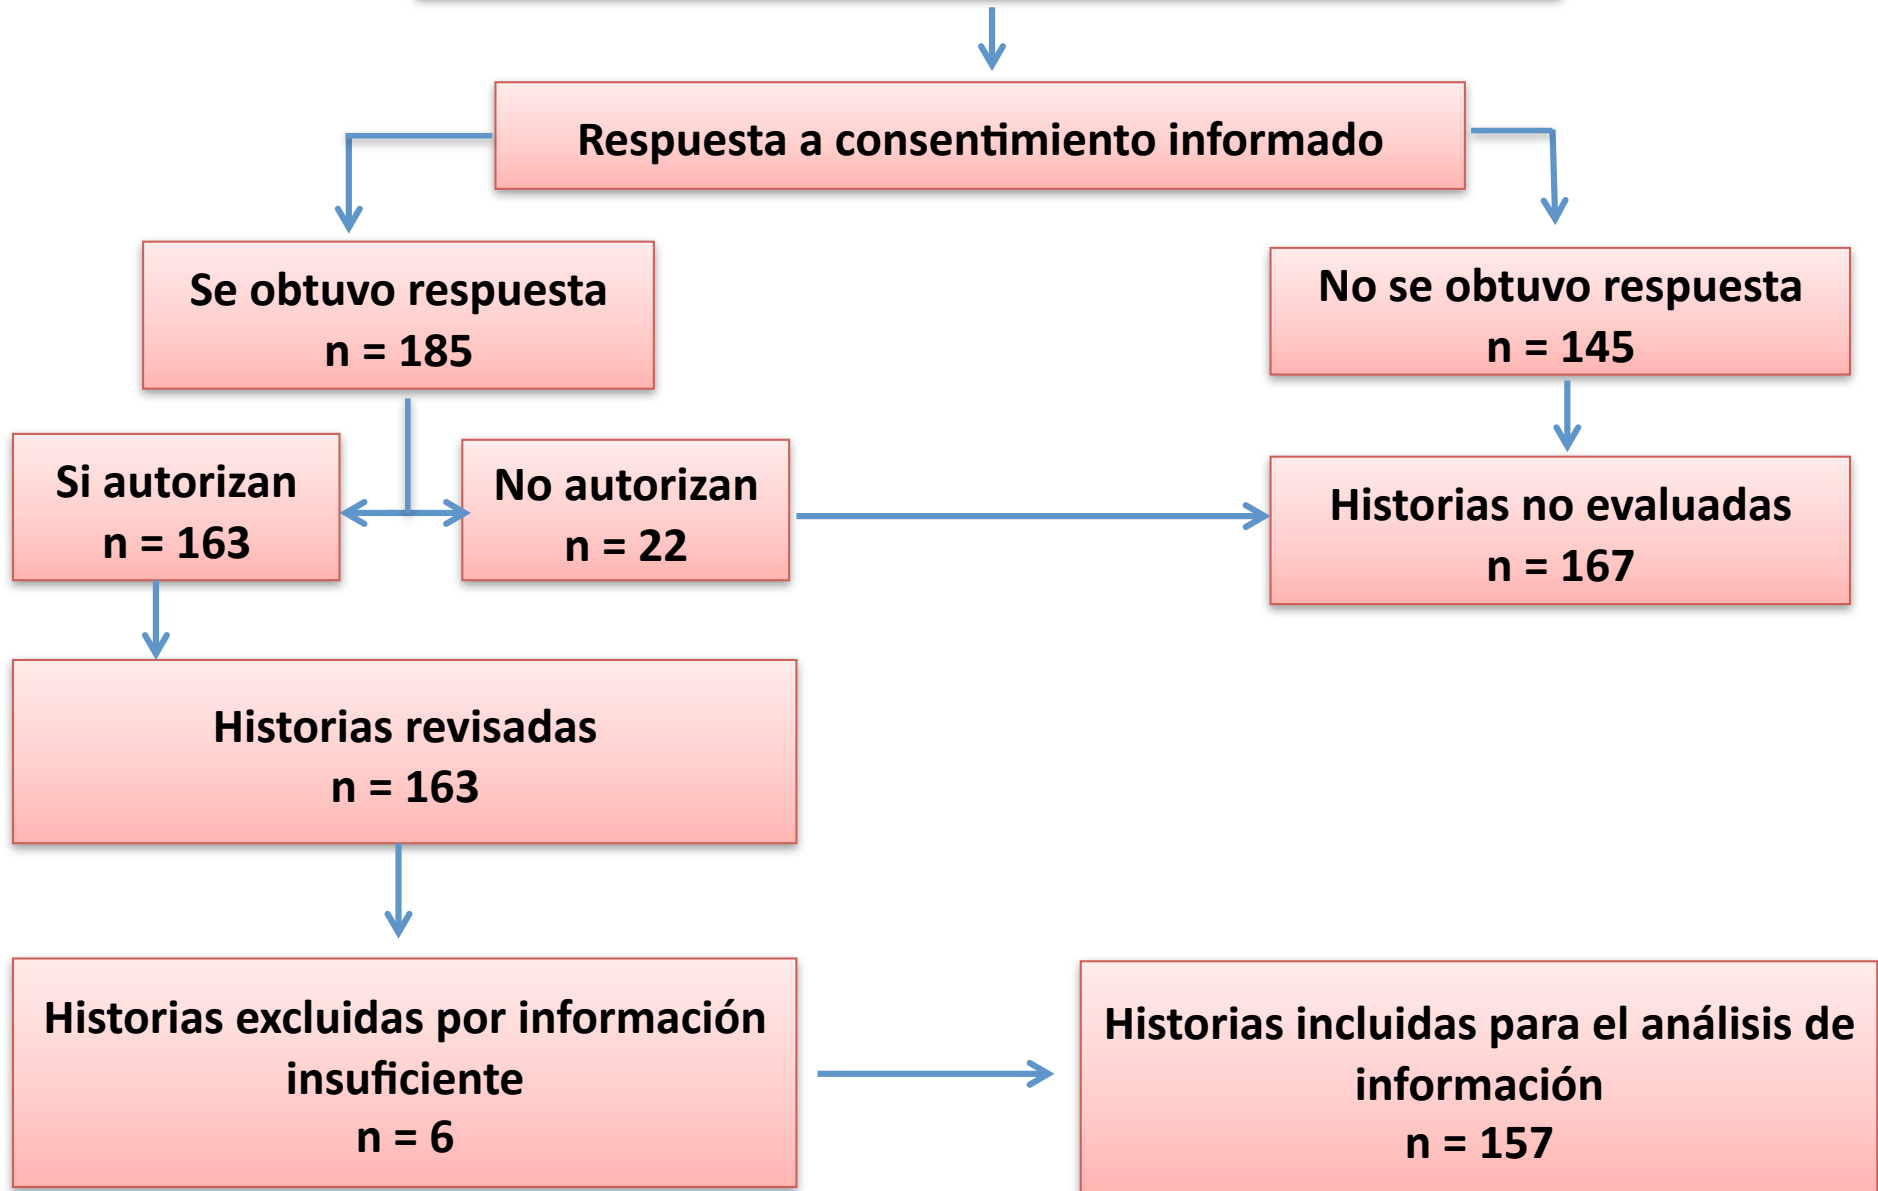 Respuesta a consentimiento informado
Se obtuvo respuesta
n = 185
No se obtuvo respuesta
n = 145
Si autorizan
n = 163
No autorizan
n = 22
Historias no evaluadas
n = 167
Historias revisadas
n = 163
Historias excluidas por información
insuficiente
n = 6
Historias incluidas para el análisis de
información
n = 157